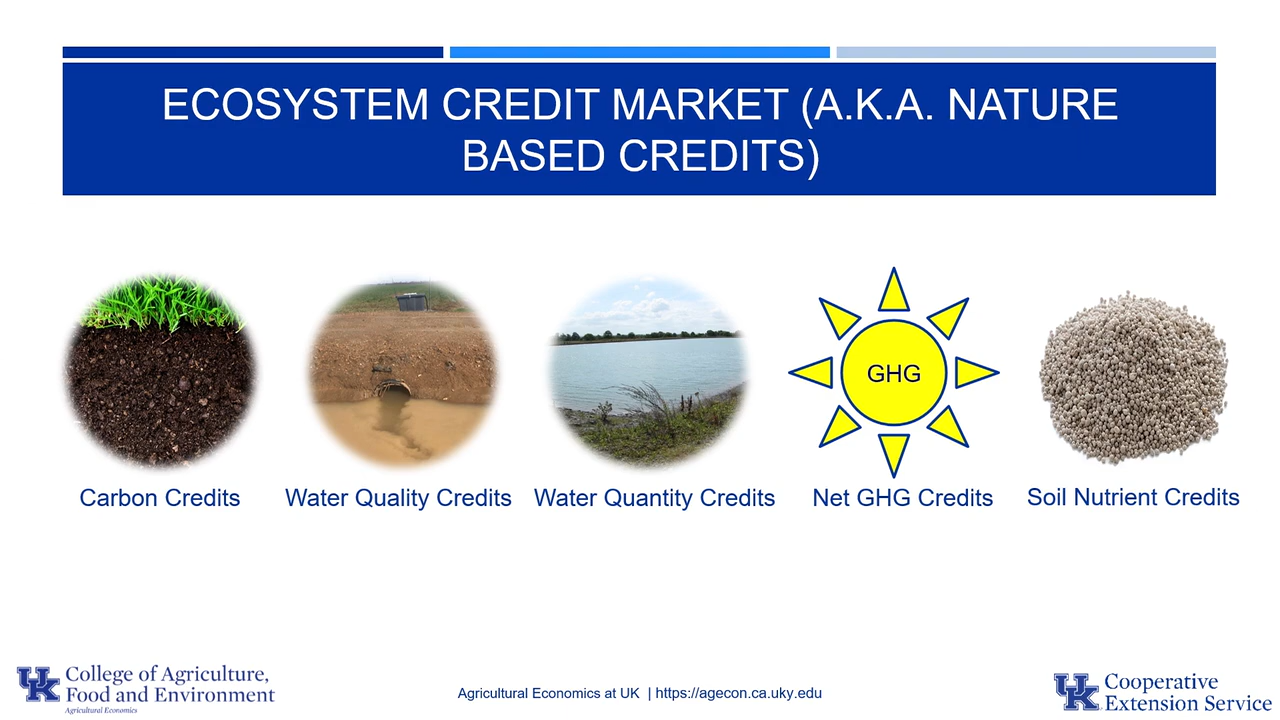 ECOSYSTEM CREDIT MARKET (A.K.A. NATURE
BASED CREDITS)
GHG
Carbon Credits
Water Quality Credits
Water Quantity Credits
Net GHG Credits
Soil Nutrient Credits
UK
College of Agriculture,
Food and Environment
Agricultural Economics
Agricultural Economics at UK | https://agecon.ca.uky.edu
UK
Cooperative
Extension Service